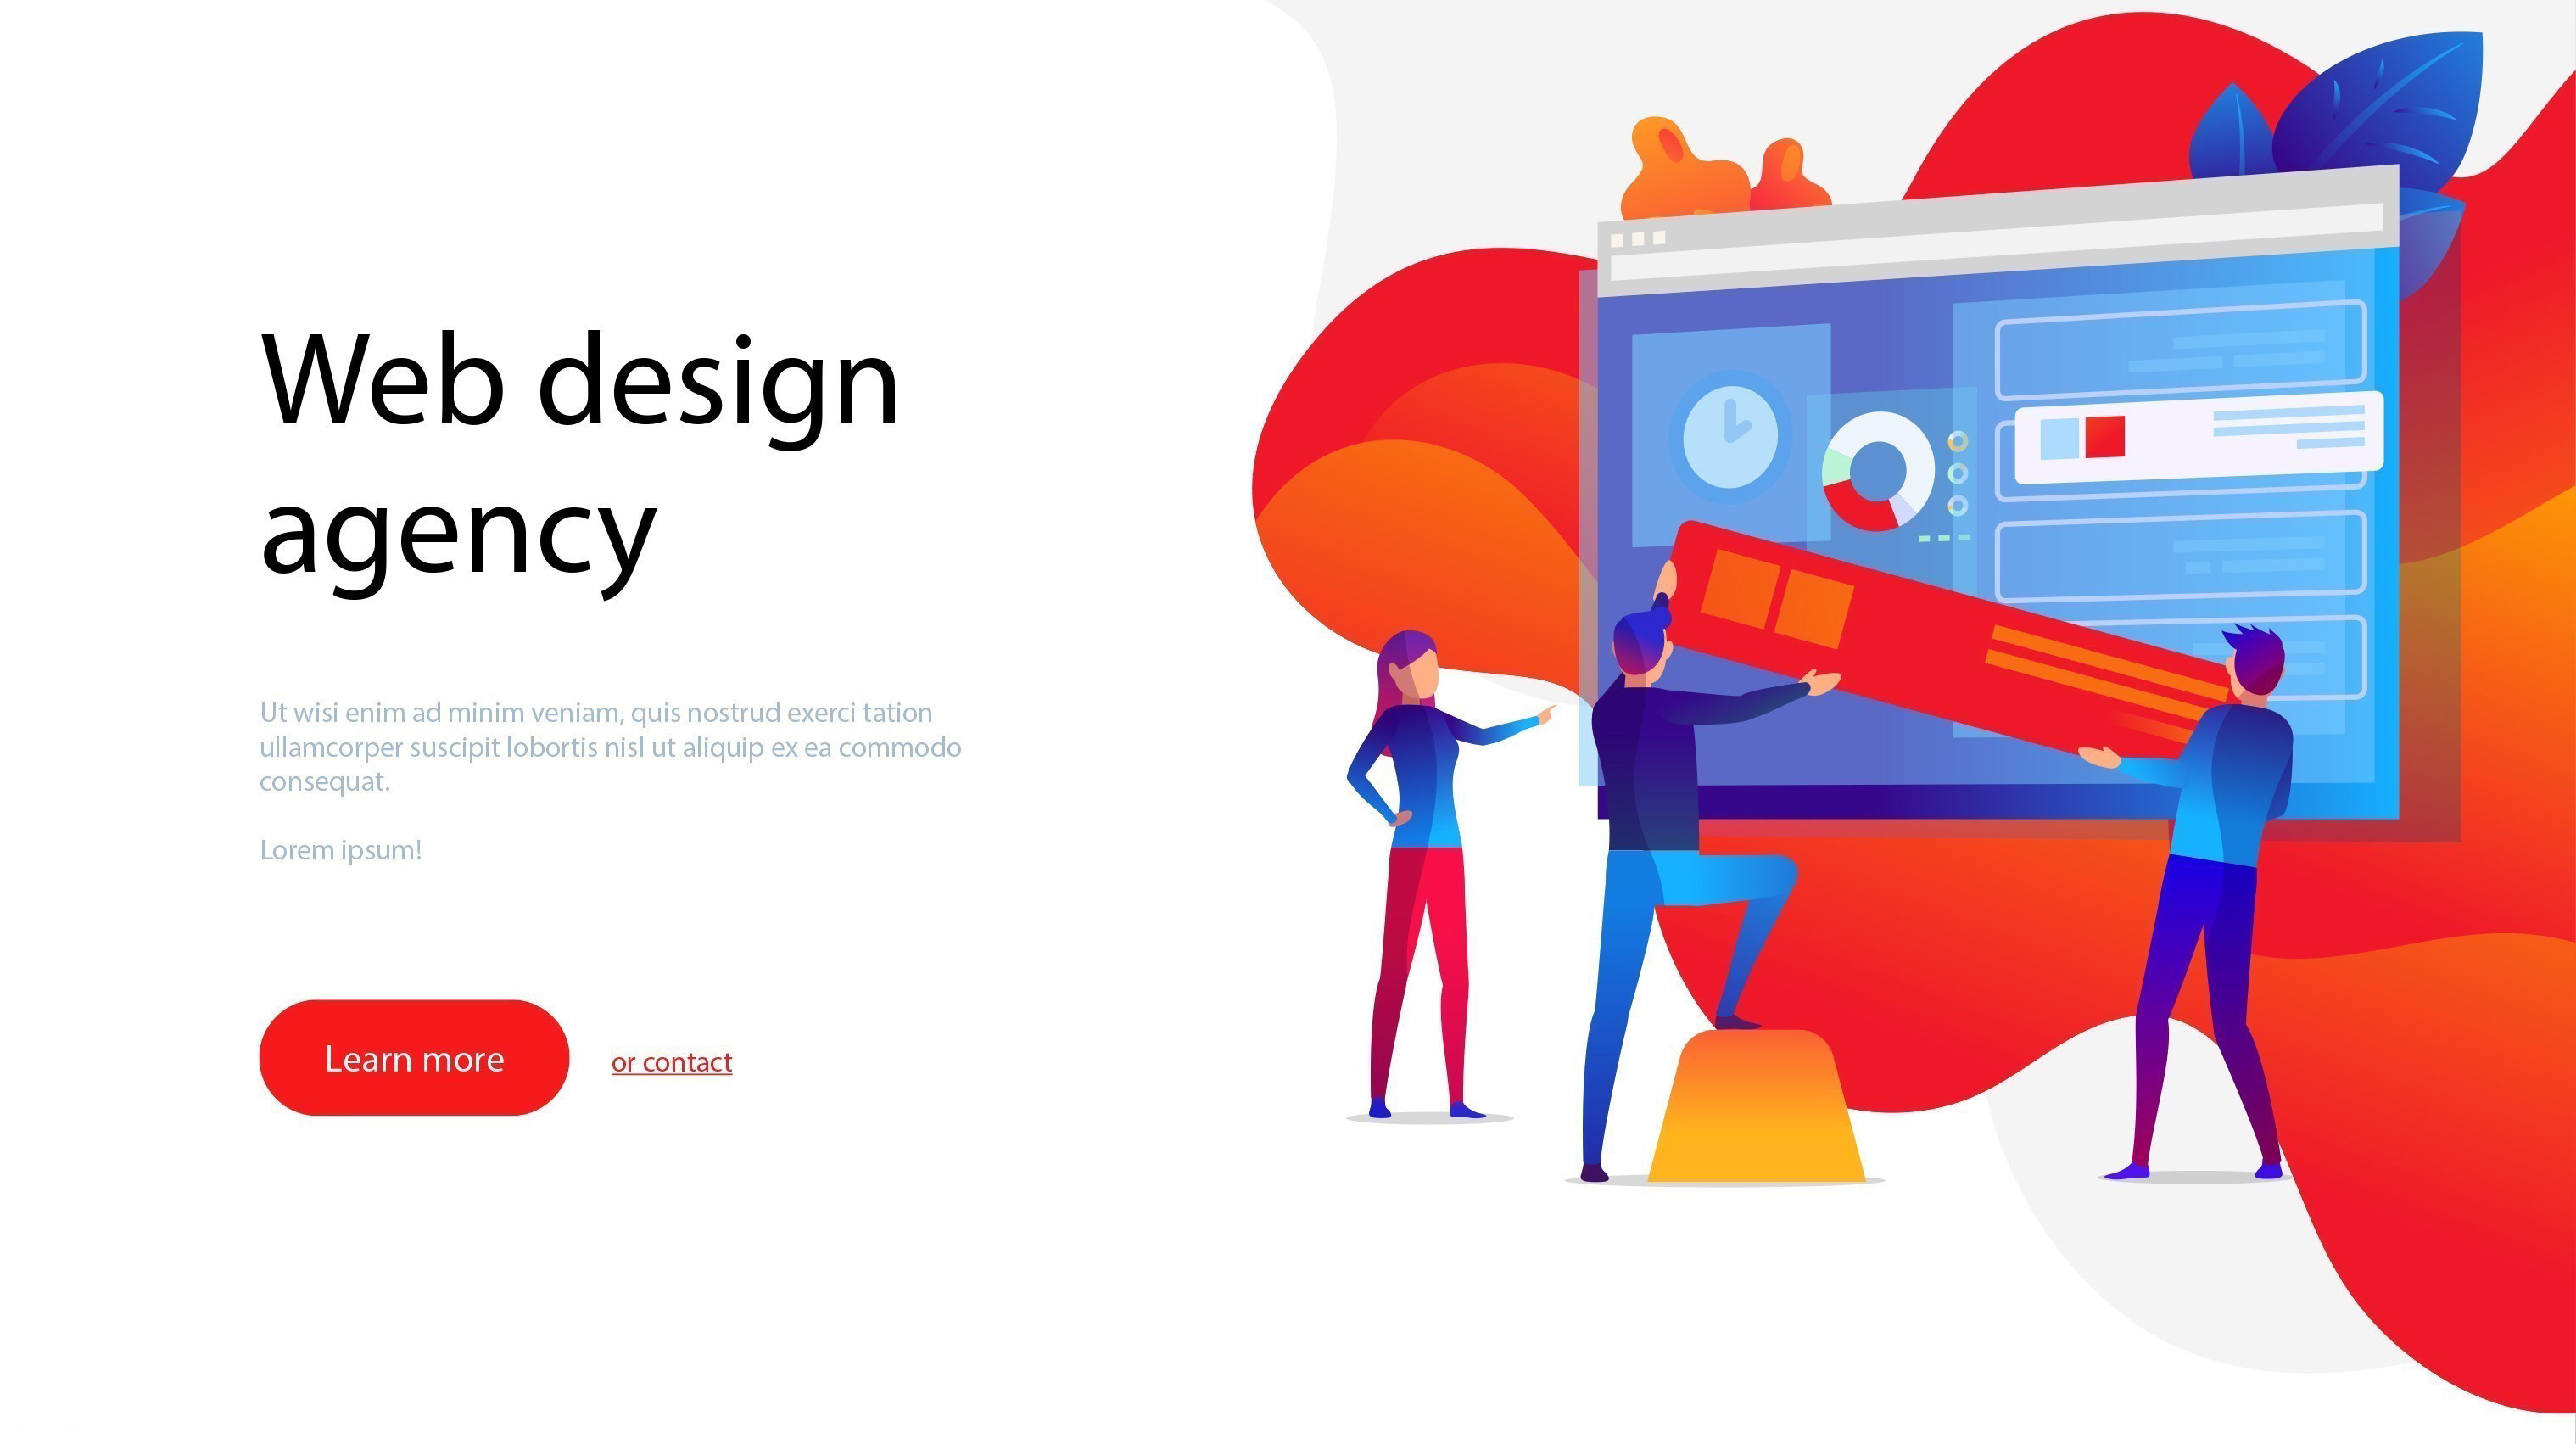 Web design
agency
Ut wisi enim ad minim veniam, quis nostrud exerci tation
ullamcorper suscipit lobortis nisl ut aliquip ex ea commodo
consequat.
Lorem ipsum!
Learn more
or contact